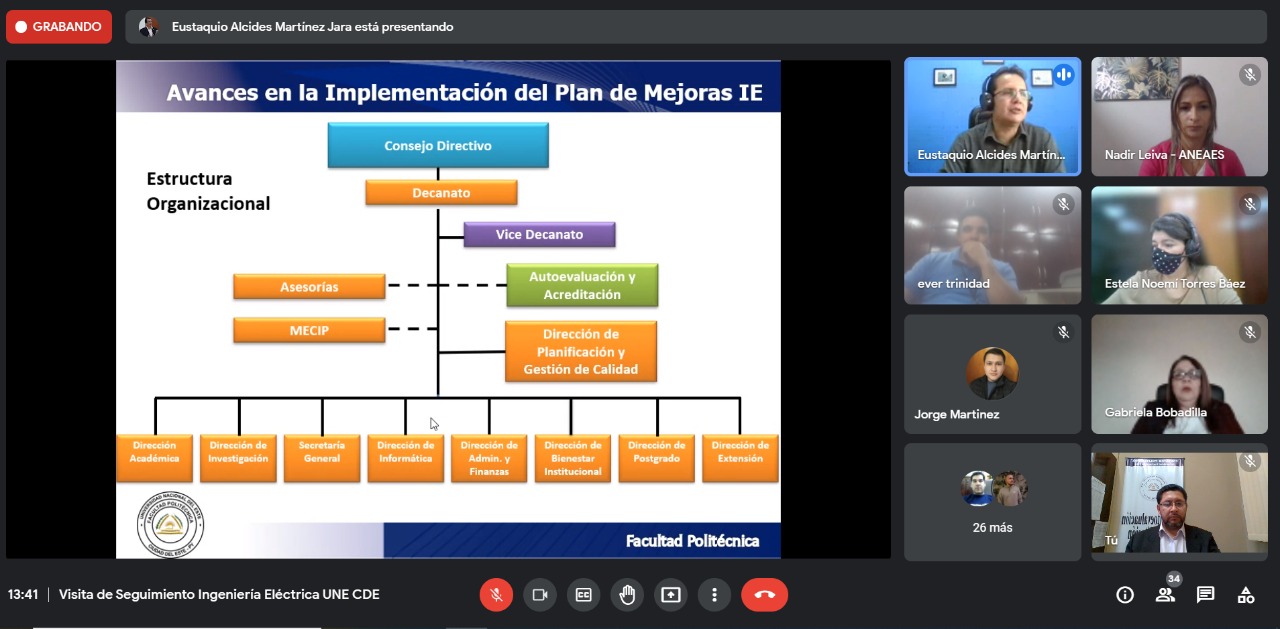 GRABANDO
Eustaquio Alcides Martínez Jara está presentando
Avances en la Implementación del Plan de Mejoras IE
Estructura
Organizacional
Consejo Directivo
Decanato
Vice Decanato
Asesorías
Autoevaluación y
Acreditación
MECIP
Dirección de
Planificación y
Gestión de Calidad
Dirección
Académica
Dirección de
Investigación
Secretaría
General
Dirección de
Informática
Dirección de
Admin. y
Finanzas
Dirección de
Bienestar
Institucional
Dirección de
Postgrado
Dirección de
Extensión
UNIVERSIDAD NACIONAL DEL ESTE
FACULTAD POLITÉCNICA
CIUDAD DEL ESTE - PY
Facultad Politécnica
Eustaquio Alcides Martín...
Nadir Leiva - ANEAES
ever trinidad
Estela Noemí Torres Báez
Jorge Martinez
Gabriela Bobadilla
26 más
Tú
13:41
Visita de Seguimiento Ingeniería Eléctrica UNE CDE
34